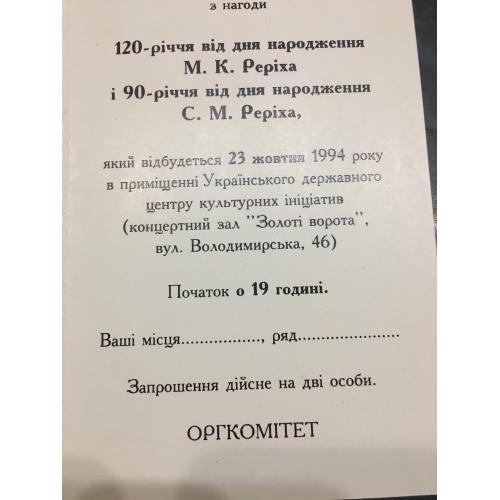 з нагоди
120-річчя від дня народження
М. К. Реріха
і 90-річчя від дня народження
С. М. Реріха,
який відбудеться 23 жовтня 1994 року
в приміщенні Українського державного
центру культурних ініціатив
(концертний зал "Золоті ворота",
вул. Володимирська, 46)
Початок о 19 годині.
Ваші місця................, ряд......................
Запрошення дійсне на дві особи.
ОРГКОМІТЕТ